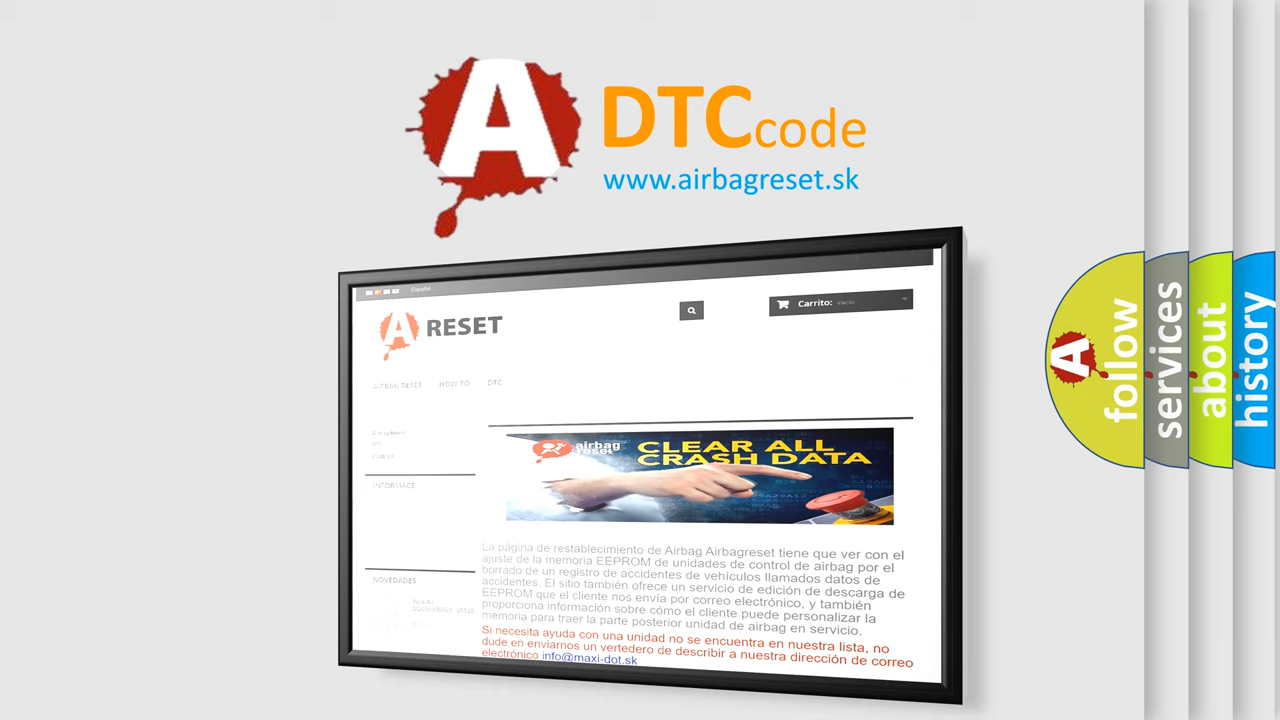 A
DTCcode
www.airbagreset.sk
Español
A RESET
Carrito: vacío
AIRBAG RESET HOW TO DTC
INFORMACE
airbag
reset
CLEAR ALL
CRASH DATA
La página de restablecimiento de Airbag Airbagreset tiene que ver con el
ajuste de la memoria EEPROM de unidades de control de airbag por el
borrado de un registro de accidentes de vehículos llamados datos de
accidentes. El sitio también ofrece un servicio de edición de descarga de
EEPROM que el cliente nos envía por correo electrónico, y también
proporciona información sobre cómo el cliente puede personalizar la
memoria para traer la parte posterior unidad de airbag en servicio.
Si necesita ayuda con una unidad no se encuentra en nuestra lista, no
dude en enviarnos un vertedero de describir a nuestra dirección de correo
electrónico info@maxi-dot.sk
NOVEDADES
A
follow
services
about
history